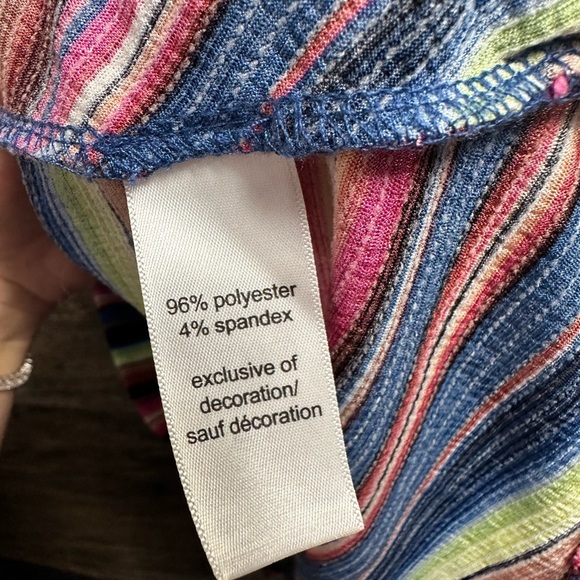 96% polyester
4% spandex
exclusive of
decoration/
sauf décoration